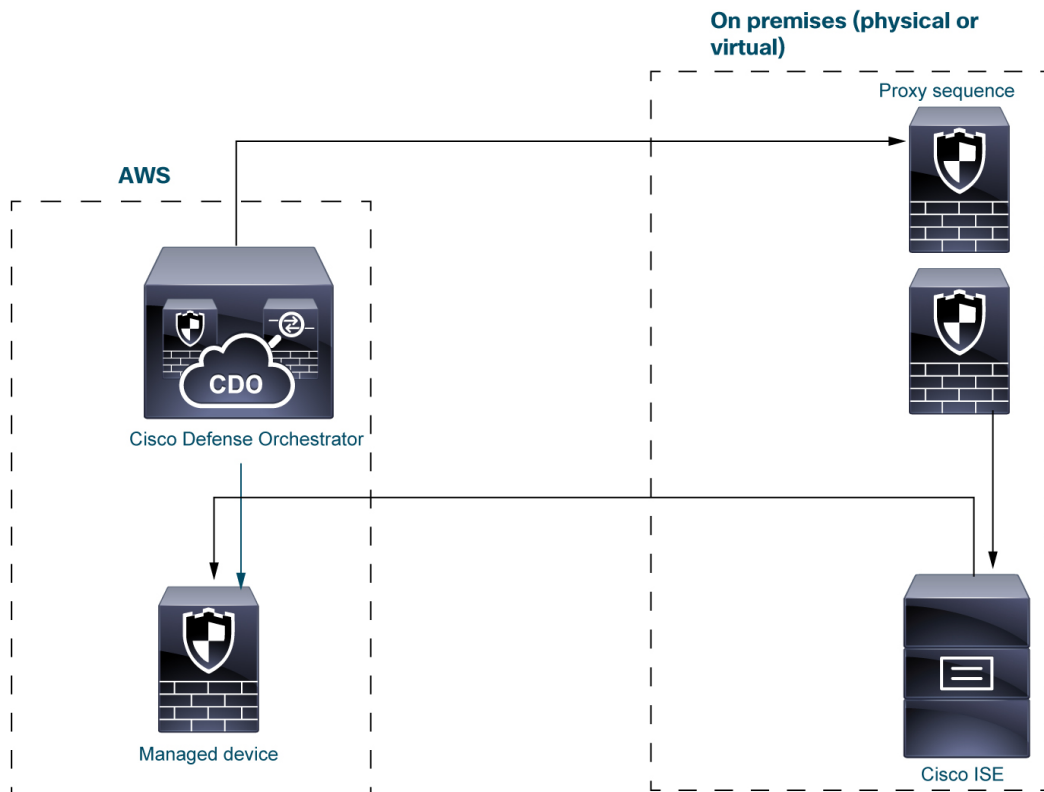 On premises (physical or
virtual)
Proxy sequence
AWS
CDO
Cisco Defense Orchestrator
Managed device
Cisco ISE